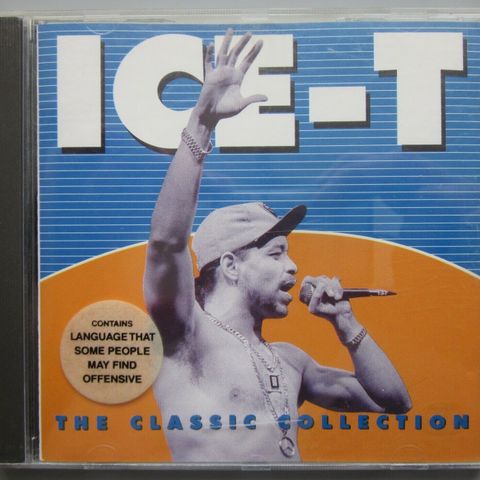 ICE-T
CONTAINS
LANGUAGE THAT
SOME PEOPLE
MAY FIND
OFFENSIVE
THE CLASSIC COLLECTION